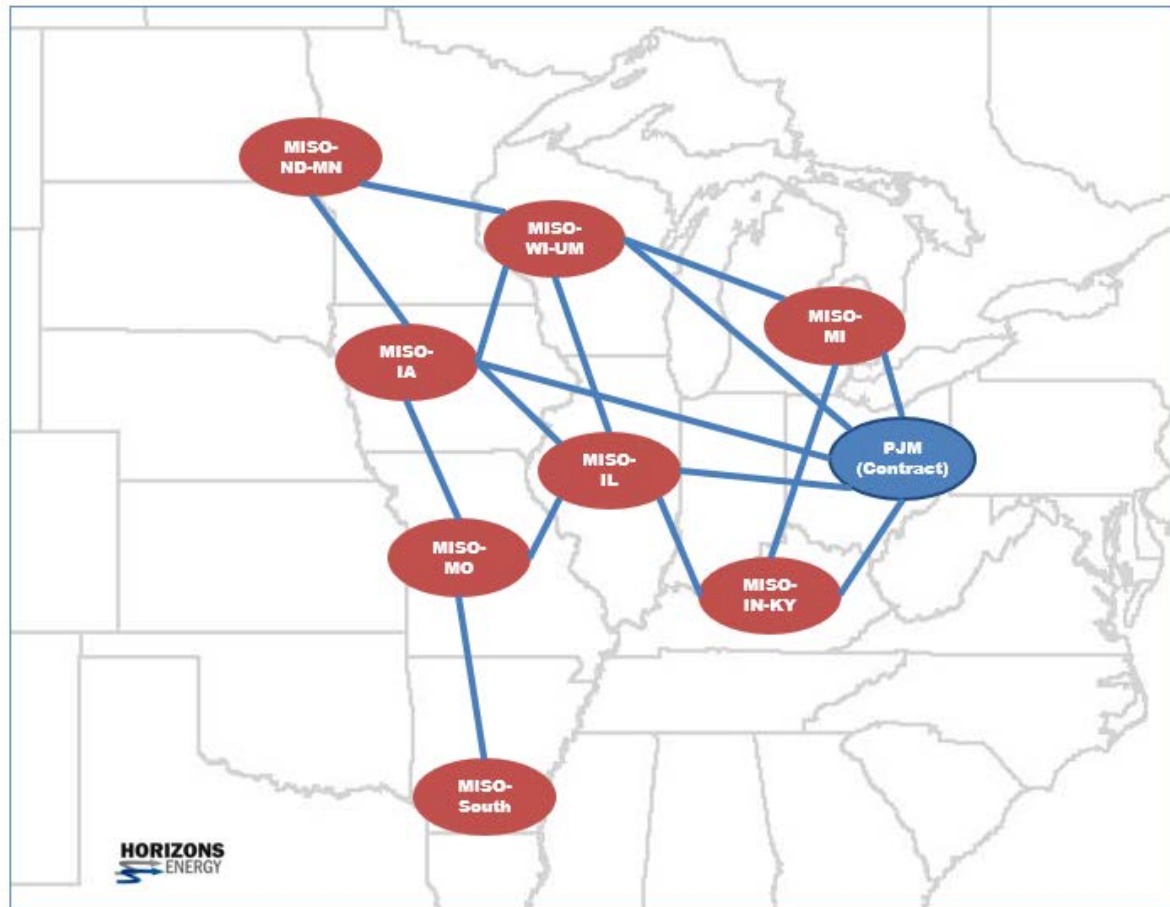 MISO-
ND-MN
MISO-
WI-UM
MISO-
MI
MISO-
IA
PJM
(Contract)
MISO-
IL
MISO-
MO
MISO-
IN-KY
MISO-
South
HORIZONS
ENERGY